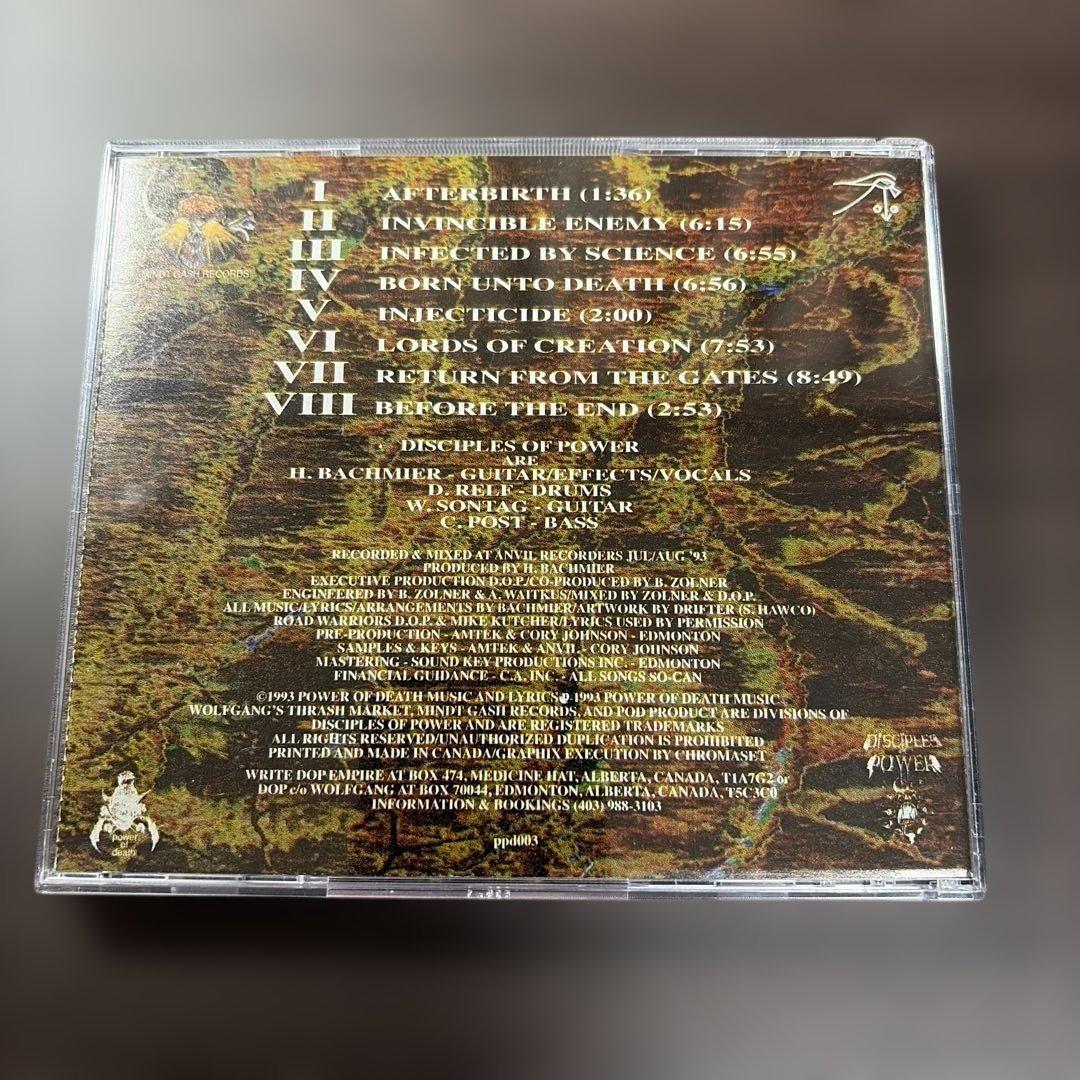 MINDT GASH RECORDS
I AFTERBIRTH (1:36)
II INVINCIBLE ENEMY (6:15)
III INFECTED BY SCIENCE (6:55)
IV BORN UNTO DEATH (6:56)
V INJECTICIDE (2:00)
VI LORDS OF CREATION (7:53)
VII RETURN FROM THE GATES (8:49)
VIII BEFORE THE END (2:53)
DISCIPLES OF POWER
ARE
H. BACHMIER - GUITAR/EFFECTS/VOCALS
D. RELF - DRUMS
W. SONTAG - GUITAR
C. POST - BASS
RECORDED & MIXED AT ANVIL RECORDERS JUL/AUG '93
PRODUCED BY H. BACHMIER
EXECUTIVE PRODUCTION D.O.P./CO-PRODUCED BY B. ZOLNER
ENGINEERED BY B. ZOLNER & A. WAITKUS/MIXED BY ZOLNER & D.O.P.
ALL MUSIC/LYRICS/ARRANGEMENTS BY BACHMIER/ARTWORK BY DRIFTER (S. HAWCO)
ROAD WARRIORS D.O.P. & MIKE KUTCHER/LYRICS USED BY PERMISSION
PRE-PRODUCTION - AMTEK & CORY JOHNSON - EDMONTON
SAMPLES & KEYS - AMTEK & ANVIL - CORY JOHNSON
MASTERING - SOUND KEY PRODUCTIONS INC. - EDMONTON
FINANCIAL GUIDANCE - C.A. INC. - ALL SONGS SO-CAN
©1993 POWER OF DEATH MUSIC AND LYRICS ℗ 1993 POWER OF DEATH MUSIC
WOLFGANG'S THRASH MARKET, MINDT GASH RECORDS, AND POD PRODUCT ARE DIVISIONS OF
DISCIPLES OF POWER AND ARE REGISTERED TRADEMARKS
ALL RIGHTS RESERVED/UNAUTHORIZED DUPLICATION IS PROHIBITED
PRINTED AND MADE IN CANADA/GRAPHIX EXECUTION BY CHROMASET
WRITE DOP EMPIRE AT BOX 474, MEDICINE HAT, ALBERTA, CANADA, T1A7G2 or
DOP c/o WOLFGANG AT BOX 70044, EDMONTON, ALBERTA, CANADA, T5C3C0
INFORMATION & BOOKINGS (403) 988-3103
ppd003
power
of
death
DISCIPLES
POWER